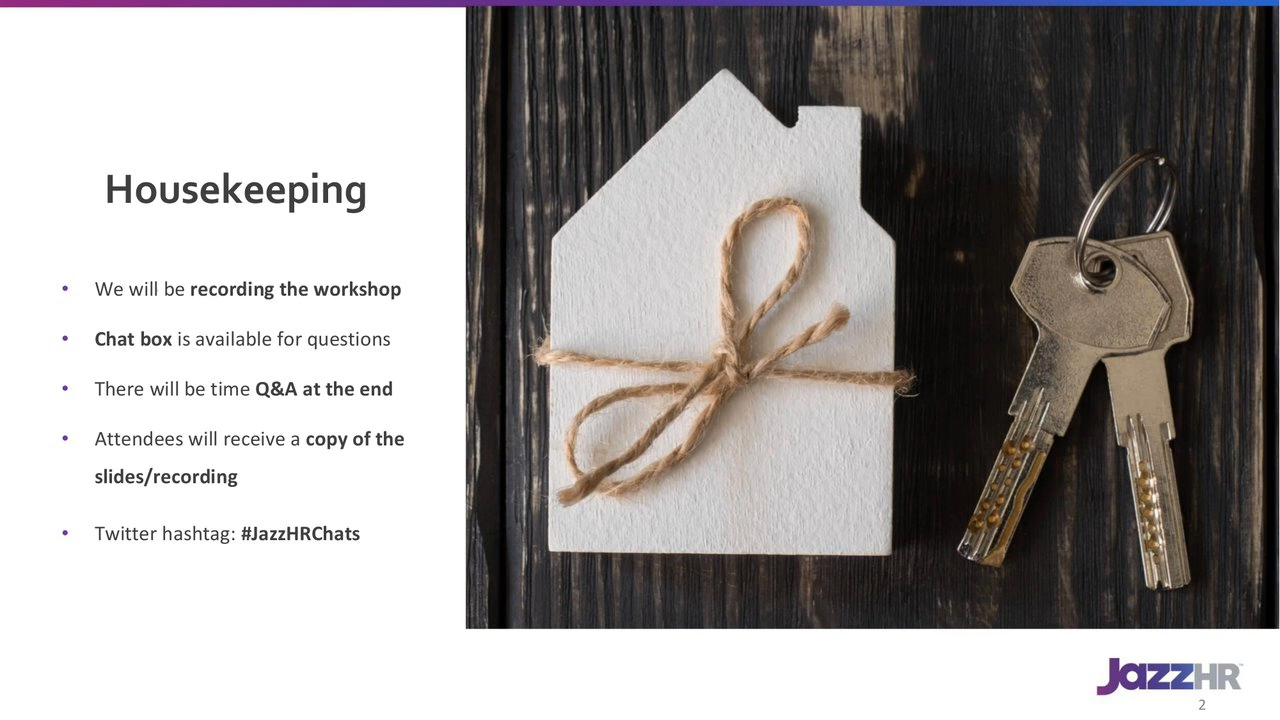 Housekeeping
• We will be recording the workshop
• Chat box is available for questions
• There will be time Q&A at the end
• Attendees will receive a copy of the
slides/recording
• Twitter hashtag: #JazzHRChats
JazzHR™
2